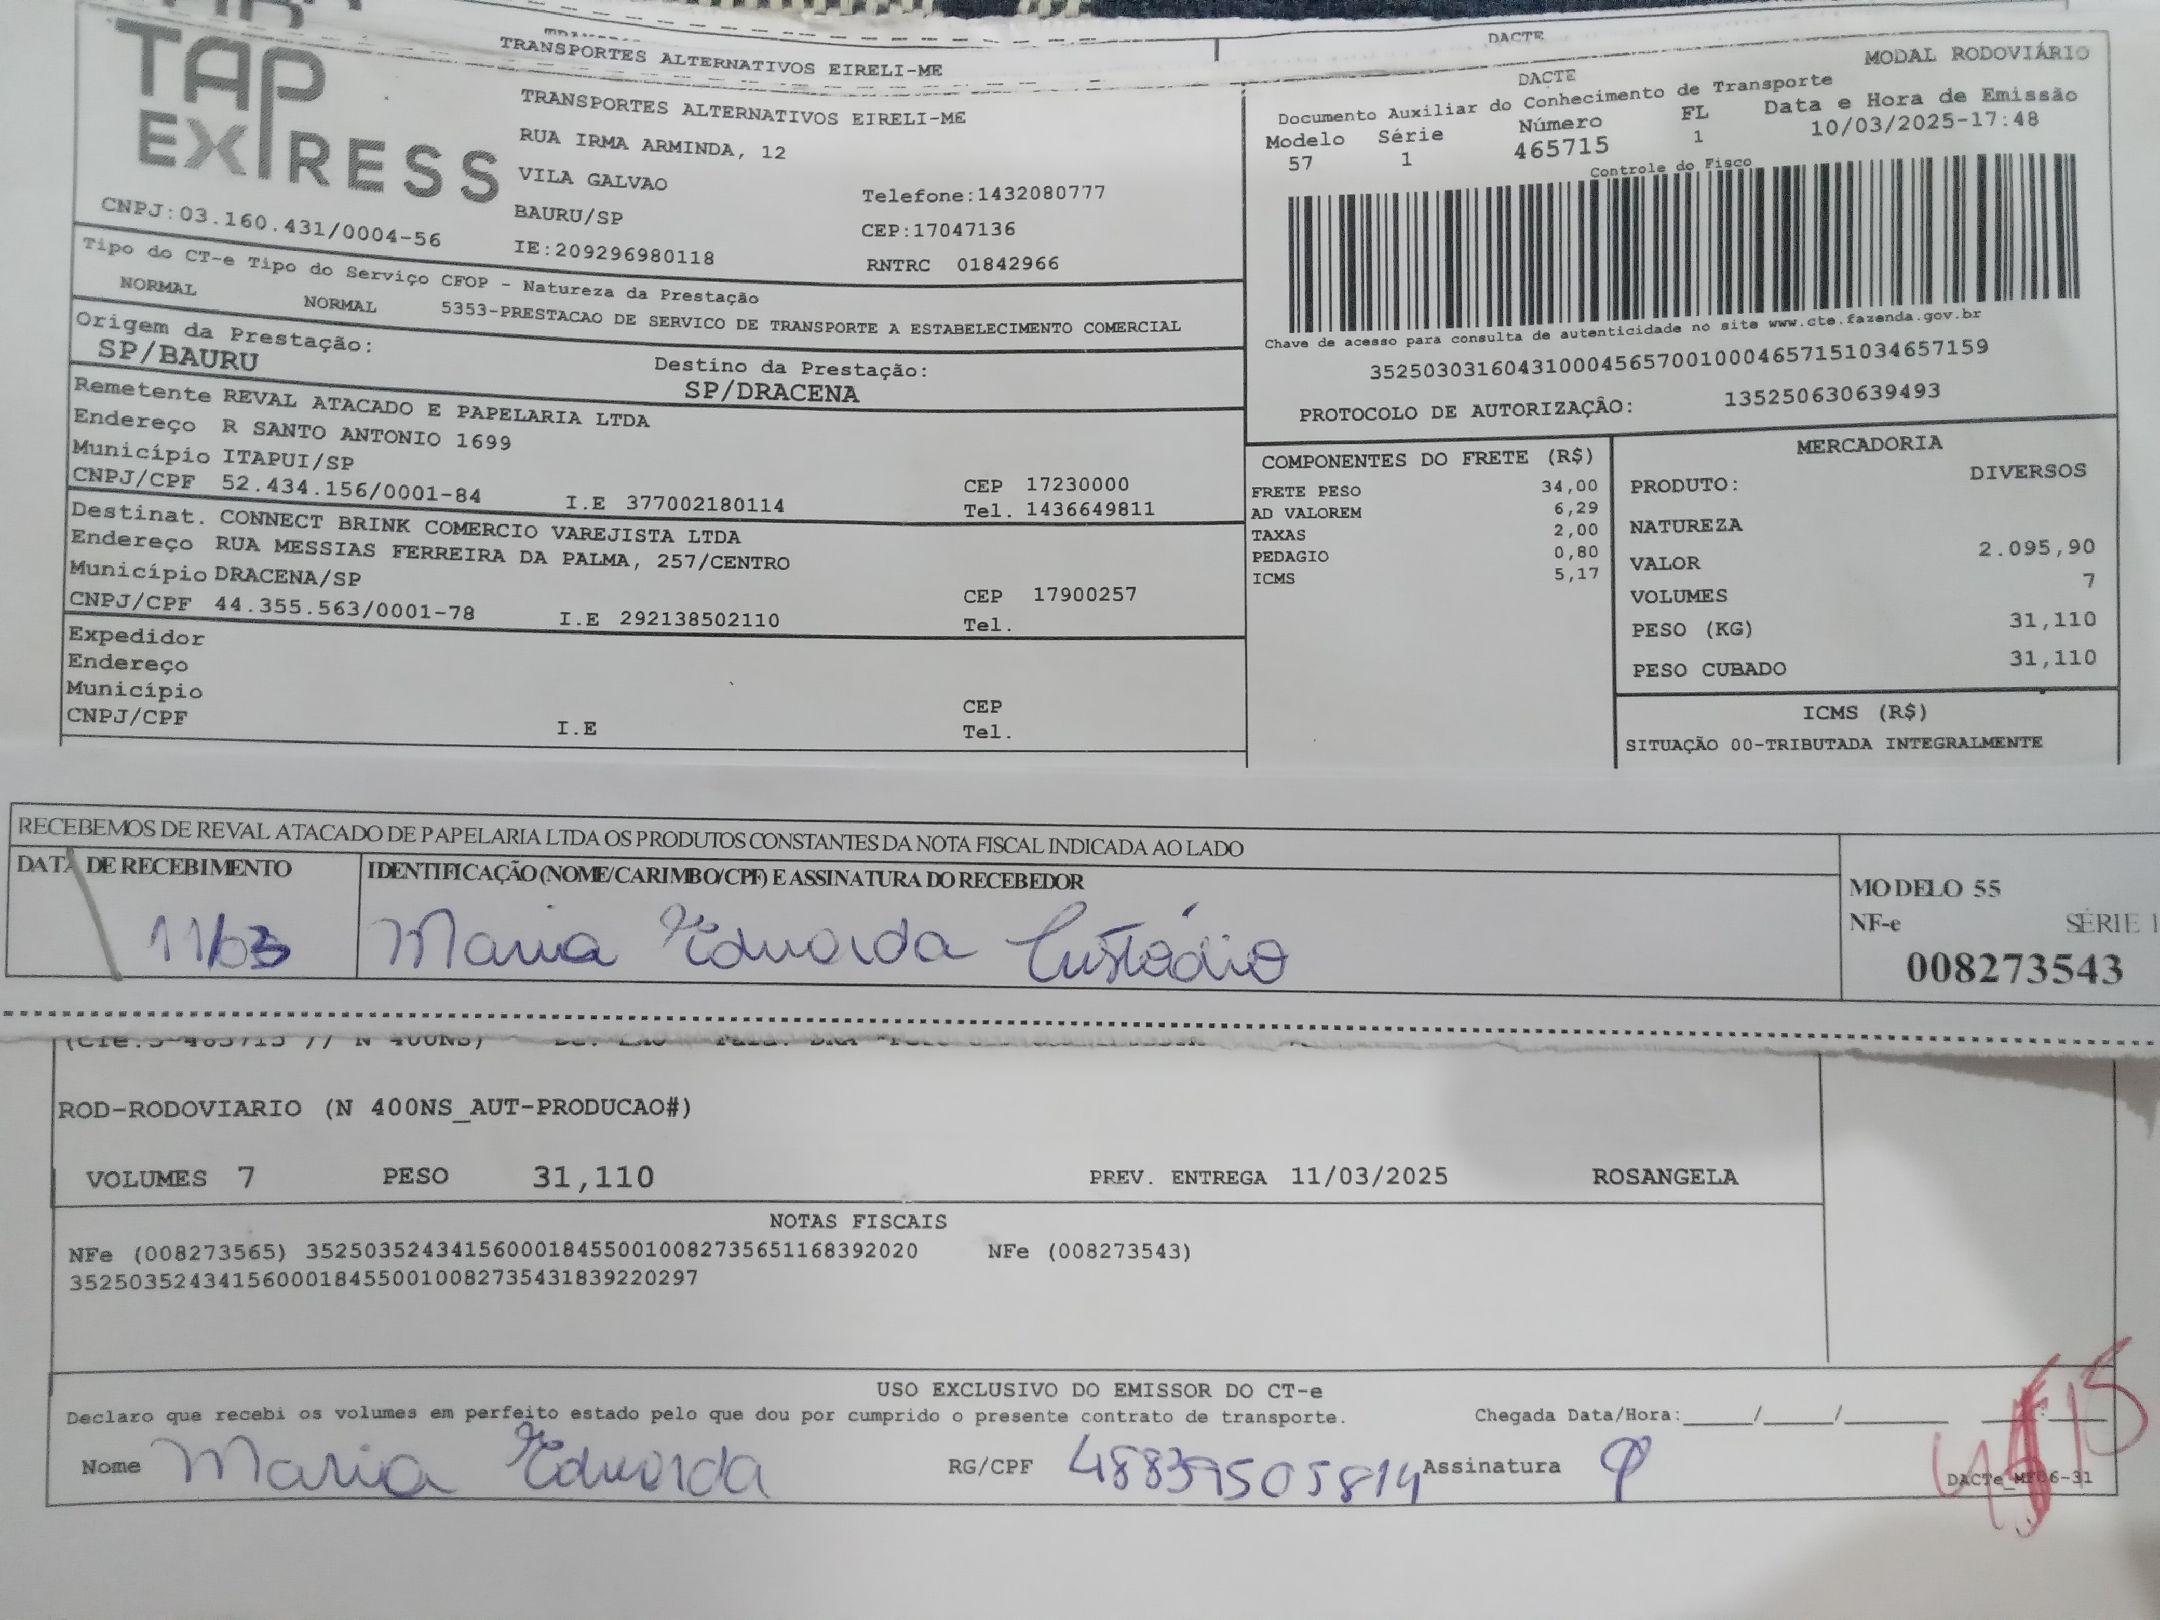 TRANSPORTES ALTERNATIVOS EIRELI-ME
DACTE
TAP EXPRESS
CNPJ:03.160.431/0004-56
TRANSPORTES ALTERNATIVOS EIRELI-ME
RUA IRMA ARMINDA, 12
VILA GALVAO
BAURU/SP
IE:209296980118
Telefone:1432080777
CEP:17047136
RNTRC 01842966
DACTE
MODAL RODOVIÁRIO
Documento Auxiliar do Conhecimento de Transporte
Modelo Série Número FL Data e Hora de Emissão
57 1 465715 1 10/03/2025-17:48
Controle do Fisco
Chave de acesso para consulta de autenticidade no site www.cte.fazenda.gov.br
35250303160431000456570010004657151034657159
PROTOCOLO DE AUTORIZAÇÃO: 135250630639493
Tipo do CT-e Tipo do Serviço CFOP - Natureza da Prestação
NORMAL NORMAL 5353-PRESTACAO DE SERVICO DE TRANSPORTE A ESTABELECIMENTO COMERCIAL
Origem da Prestação: Destino da Prestação:
SP/BAURU SP/DRACENA
Remetente REVAL ATACADO E PAPELARIA LTDA
Endereço R SANTO ANTONIO 1699
Município ITAPUI/SP CEP 17230000
CNPJ/CPF 52.434.156/0001-84 I.E 377002180114 Tel. 1436649811
Destinat. CONNECT BRINK COMERCIO VAREJISTA LTDA
Endereço RUA MESSIAS FERREIRA DA PALMA, 257/CENTRO
Município DRACENA/SP CEP 17900257
CNPJ/CPF 44.355.563/0001-78 I.E 292138502110 Tel.
Expedidor
Endereço
Município CEP
CNPJ/CPF I.E Tel.
COMPONENTES DO FRETE (R$)
FRETE PESO 34,00
AD VALOREM 6,29
TAXAS 2,00
PEDAGIO 0,80
ICMS 5,17
MERCADORIA
PRODUTO: DIVERSOS
NATUREZA
VALOR 2.095,90
VOLUMES 7
PESO (KG) 31,110
PESO CUBADO 31,110
ICMS (R$)
SITUAÇÃO 00-TRIBUTADA INTEGRALMENTE
RECEBEMOS DE REVAL ATACADO DE PAPELARIA LTDA OS PRODUTOS CONSTANTES DA NOTA FISCAL INDICADA AO LADO
DATA DE RECEBIMENTO IDENTIFICAÇÃO (NOME/CARIMBO/CPF) E ASSINATURA DO RECEBEDOR
11/03 Maria Eduarda Custódio
MODELO 55
NF-e SÉRIE 1
008273543
ROD-RODOVIARIO (N 400NS_AUT-PRODUCAO#)
VOLUMES 7 PESO 31,110 PREV. ENTREGA 11/03/2025 ROSANGELA
NOTAS FISCAIS
NFe (008273565) 35250352434156000184550010082735651168392020 NFe (008273543)
35250352434156000184550010082735431839220297
USO EXCLUSIVO DO EMISSOR DO CT-e
Declaro que recebi os volumes em perfeito estado pelo que dou por cumprido o presente contrato de transporte. Chegada Data/Hora:
Nome Maria Eduarda RG/CPF 48839505814 Assinatura